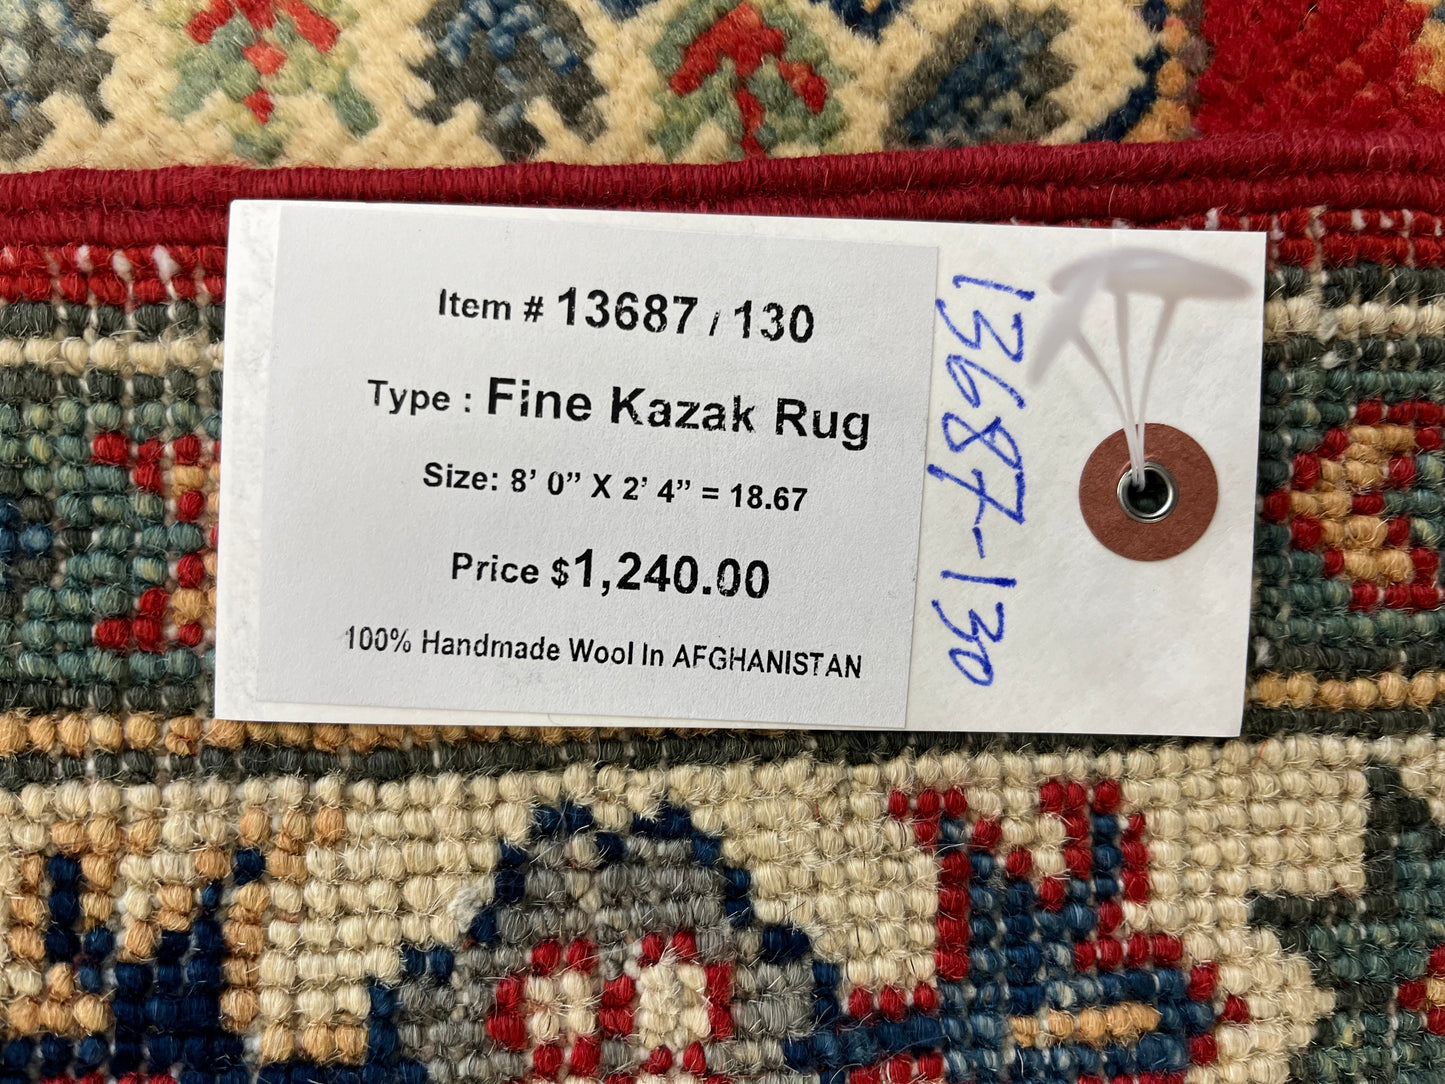 Item # 13687 / 130
Type : Fine Kazak Rug
Size: 8’ 0” X 2’ 4” = 18.67
Price $1,240.00
100% Handmade Wool In AFGHANISTAN
13687-130